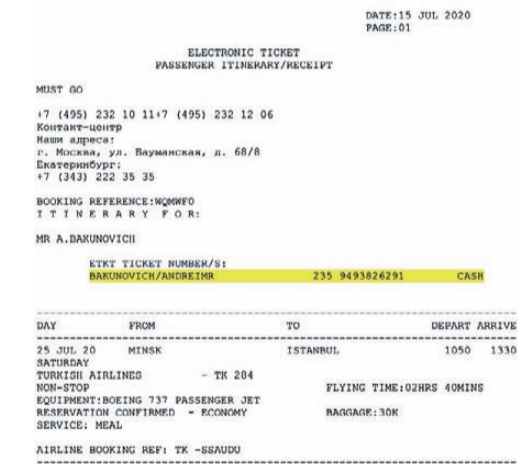 DATE:15 JUL 2020
PAGE:01
ELECTRONIC TICKET
PASSENGER ITINERARY/RECEIPT
MUST GO
+7 (495) 232 10 11+7 (495) 232 12 06
Контакт-центр
Наши адреса:
г. Москва, ул. Бауманская, д. 68/8
Екатеринбург:
+7 (343) 222 35 35
BOOKING REFERENCE:WQMWFO
I T I N E R A R Y F O R:
MR A.BAKUNOVICH
ETKT TICKET NUMBER/S:
BAKUNOVICH/ANDREIMR 235 9493826291 CASH
DAY FROM TO DEPART ARRIVE
25 JUL 20 MINSK ISTANBUL 1050 1330
SATURDAY
TURKISH AIRLINES - TK 284
NON-STOP FLYING TIME:02HRS 40MINS
EQUIPMENT:BOEING 737 PASSENGER JET
RESERVATION CONFIRMED - ECONOMY BAGGAGE:30K
SERVICE: MEAL
AIRLINE BOOKING REF: TK -SSAUDU